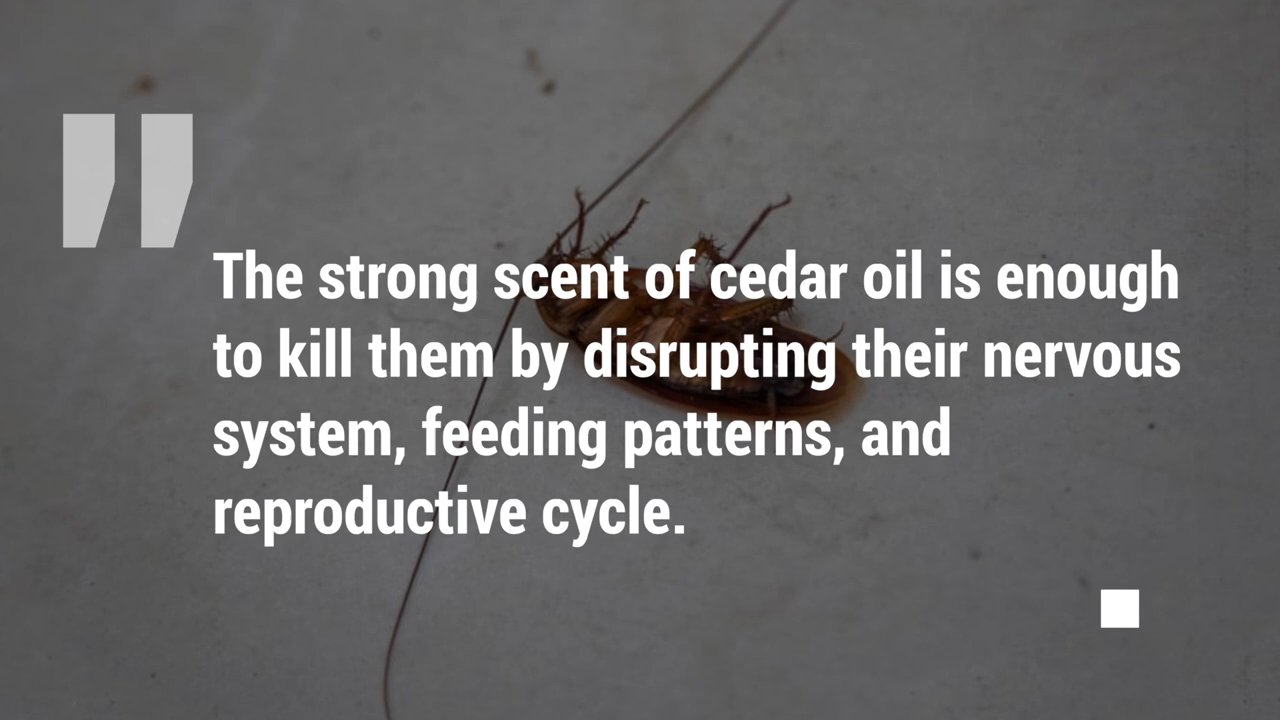 "
The strong scent of cedar oil is enough
to kill them by disrupting their nervous
system, feeding patterns, and
reproductive cycle.